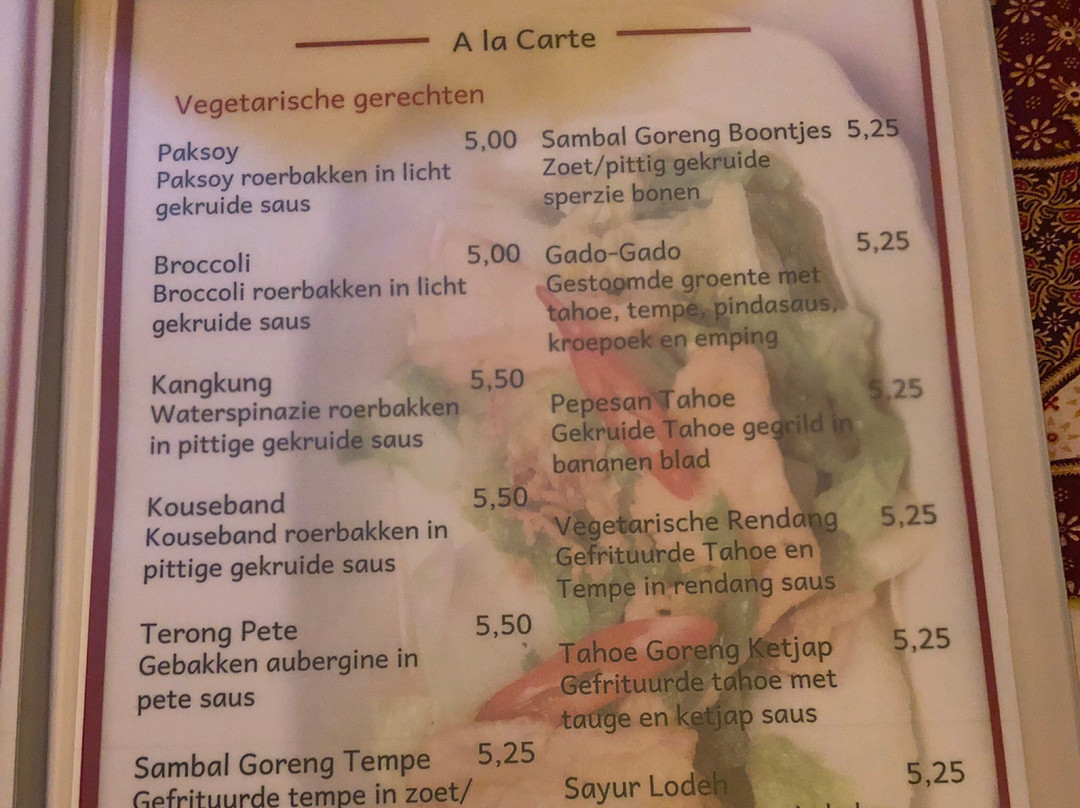 A la Carte
Vegetarische gerechten
Paksoy 5,00
Paksoy roerbakken in licht
gekruide saus
Broccoli 5,00
Broccoli roerbakken in licht
gekruide saus
Kangkung 5,50
Waterspinazie roerbakken
in pittige gekruide saus
Kouseband 5,50
Kouseband roerbakken in
pittige gekruide saus
Terong Pete 5,50
Gebakken aubergine in
pete saus
Sambal Goreng Tempe 5,25
Gefrituurde tempe in zoet/
Sambal Goreng Boontjes 5,25
Zoet/pittig gekruide
sperzie bonen
Gado-Gado 5,25
Gestoomde groente met
tahoe, tempe, pindasaus,
kroepoek en emping
Pepesan Tahoe 5,25
Gekruide Tahoe gegrild in
bananen blad
Vegetarische Rendang 5,25
Gefrituurde Tahoe en
Tempe in rendang saus
Tahoe Goreng Ketjap 5,25
Gefrituurde tahoe met
tauge en ketjap saus
Sayur Lodeh 5,25